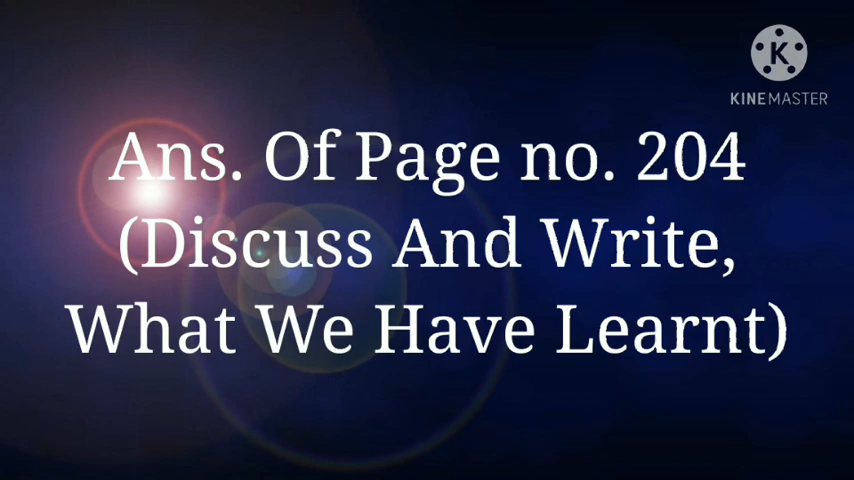 KINEMASTER
Ans. Of Page no. 204
(Discuss And Write,
What We Have Learnt)